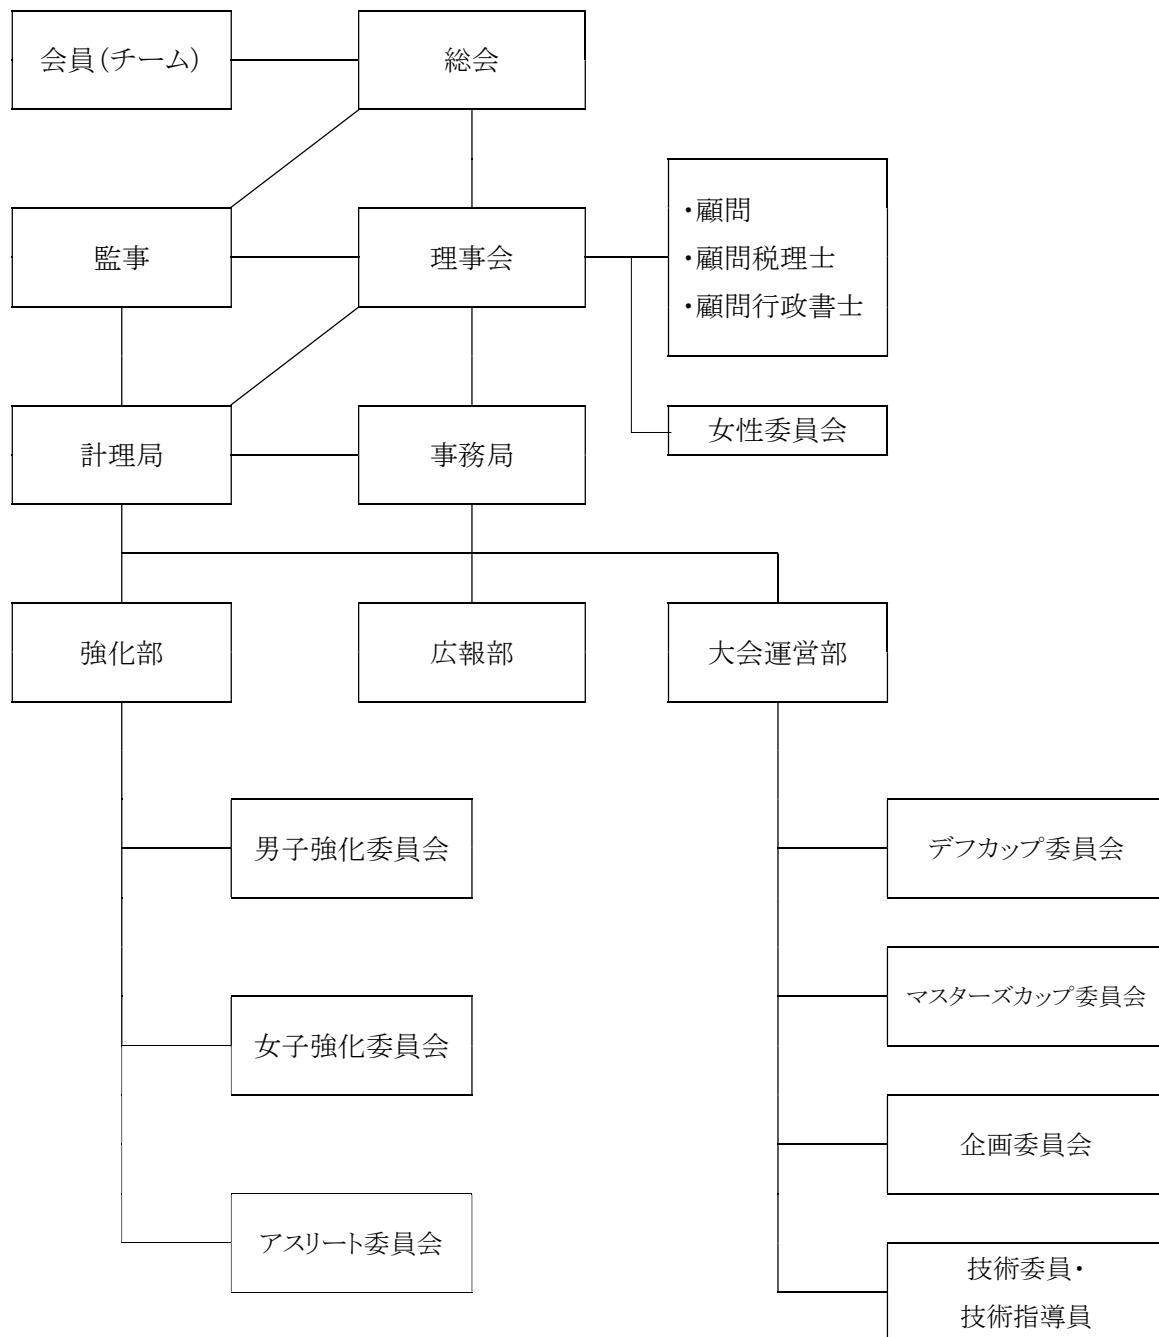 会員(チーム)
総会
監事
理事会
・顧問
・顧問税理士
・顧問行政書士
計理局
事務局
女性委員会
強化部
広報部
大会運営部
男子強化委員会
デフカップ委員会
マスターズカップ委員会
女子強化委員会
企画委員会
アスリート委員会
技術委員・
技術指導員